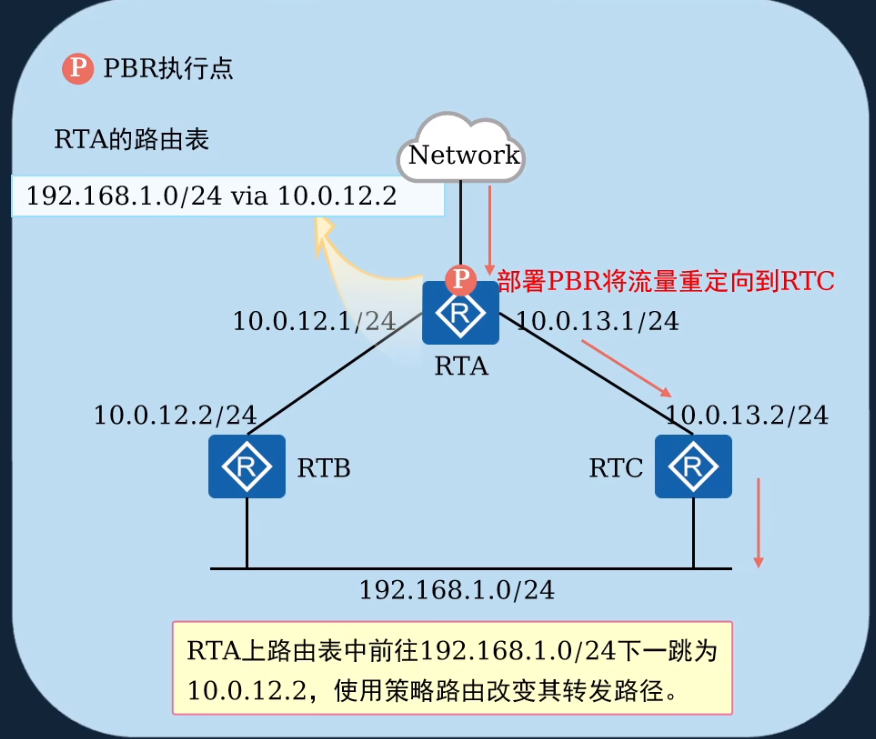 P PBR执行点
RTA的路由表
Network
192.168.1.0/24 via 10.0.12.2
P
部署PBR将流量重定向到RTC
R
10.0.12.1/24
10.0.13.1/24
RTA
10.0.12.2/24
10.0.13.2/24
R
RTB
RTC
R
192.168.1.0/24
RTA上路由表中前往192.168.1.0/24下一跳为
10.0.12.2，使用策略路由改变其转发路径。